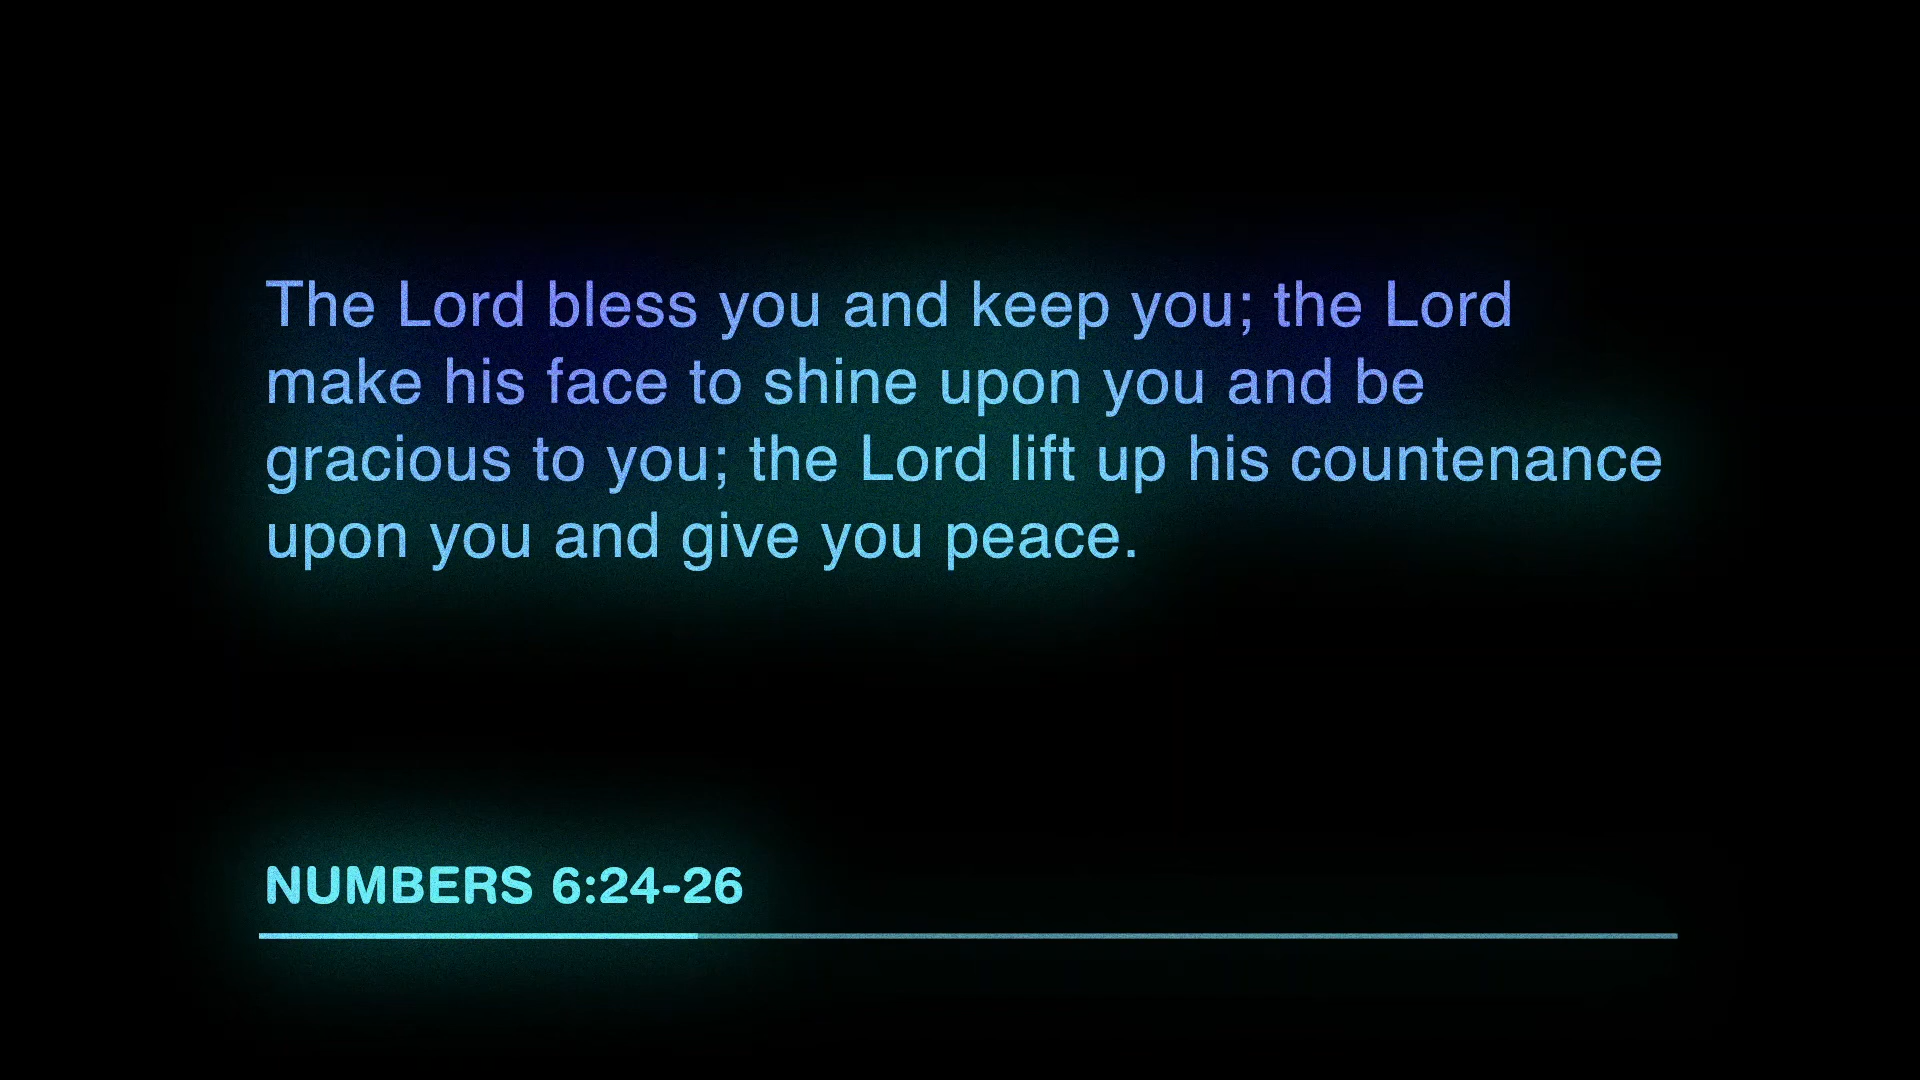 The Lord bless you and keep you; the Lord
make his face to shine upon you and be
gracious to you; the Lord lift up his countenance
upon you and give you peace.
NUMBERS 6:24-26